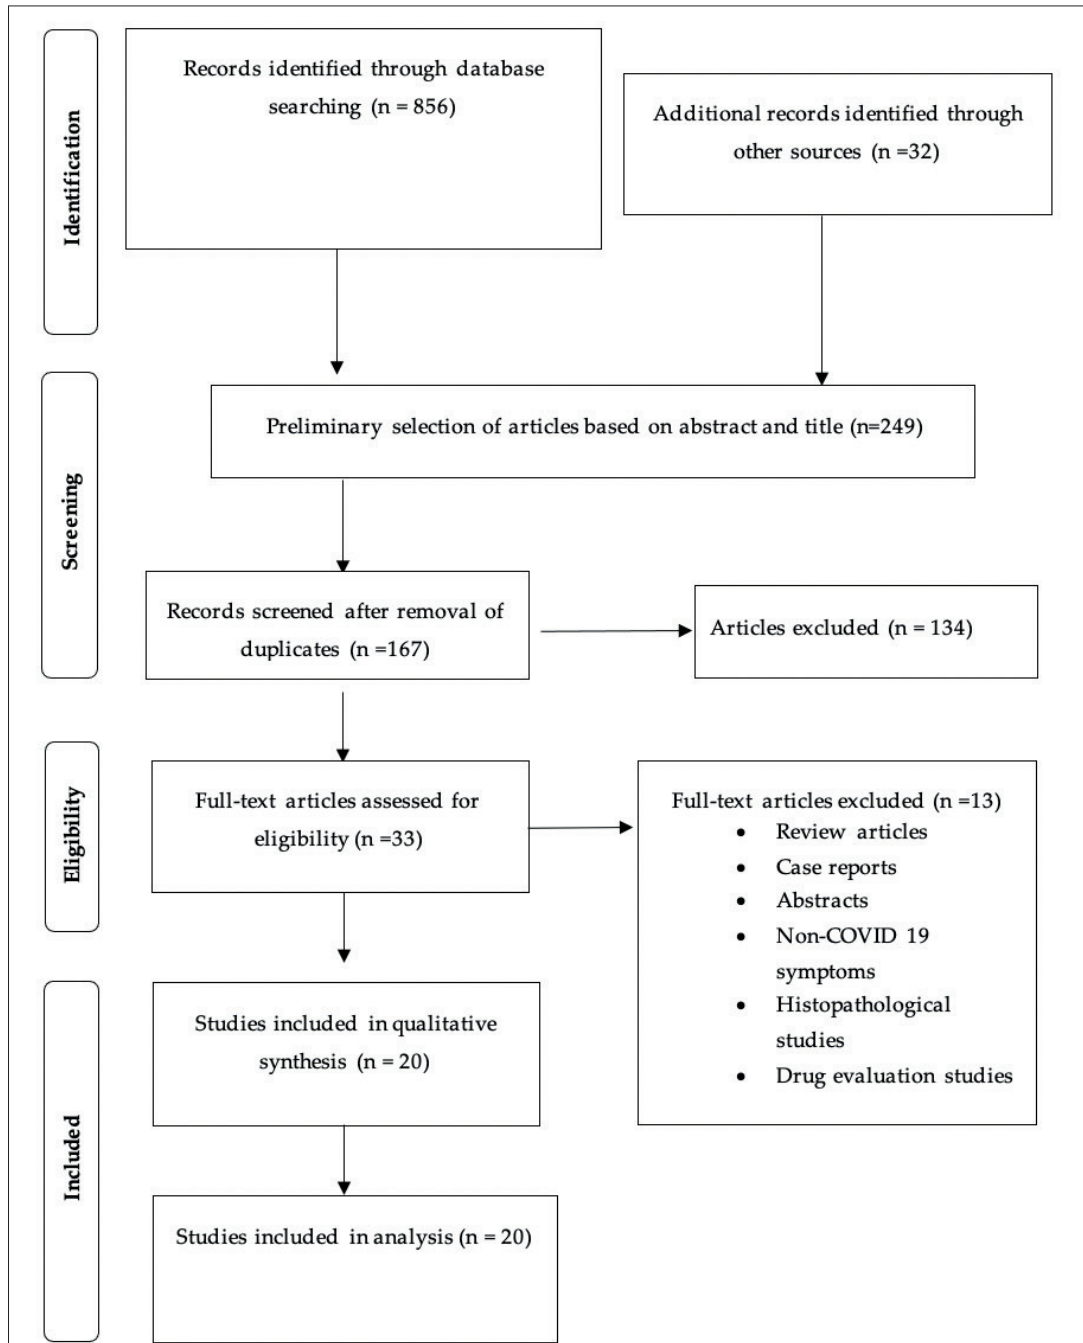 Identification
Records identified through database
searching (n = 856)
Additional records identified through
other sources (n =32)
Screening
Preliminary selection of articles based on abstract and title (n=249)
Records screened after removal of
duplicates (n =167)
Articles excluded (n = 134)
Eligibility
Full-text articles assessed for
eligibility (n =33)
Full-text articles excluded (n =13)
• Review articles
• Case reports
• Abstracts
• Non-COVID 19
symptoms
• Histopathological
studies
• Drug evaluation studies
Included
Studies included in qualitative
synthesis (n = 20)
Studies included in analysis (n = 20)